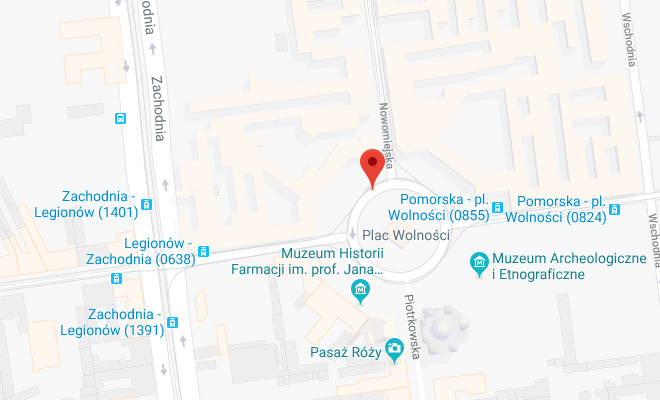 Zachodnia
Wschodnia
Zachodnia
Nowomiejska
Zachodnia -
Legionów (1401)
Pomorska - pl.
Wolności (0855)
Pomorska - pl.
Wolności (0824)
Wschodnia
Plac Wolności
Legionów -
Zachodnia (0638)
Muzeum Historii
Farmacji im. prof. Jana...
Muzeum Archeologiczne
i Etnograficzne
Zachodnia -
Legionów (1391)
Piotrkowska
Pasaż Róży